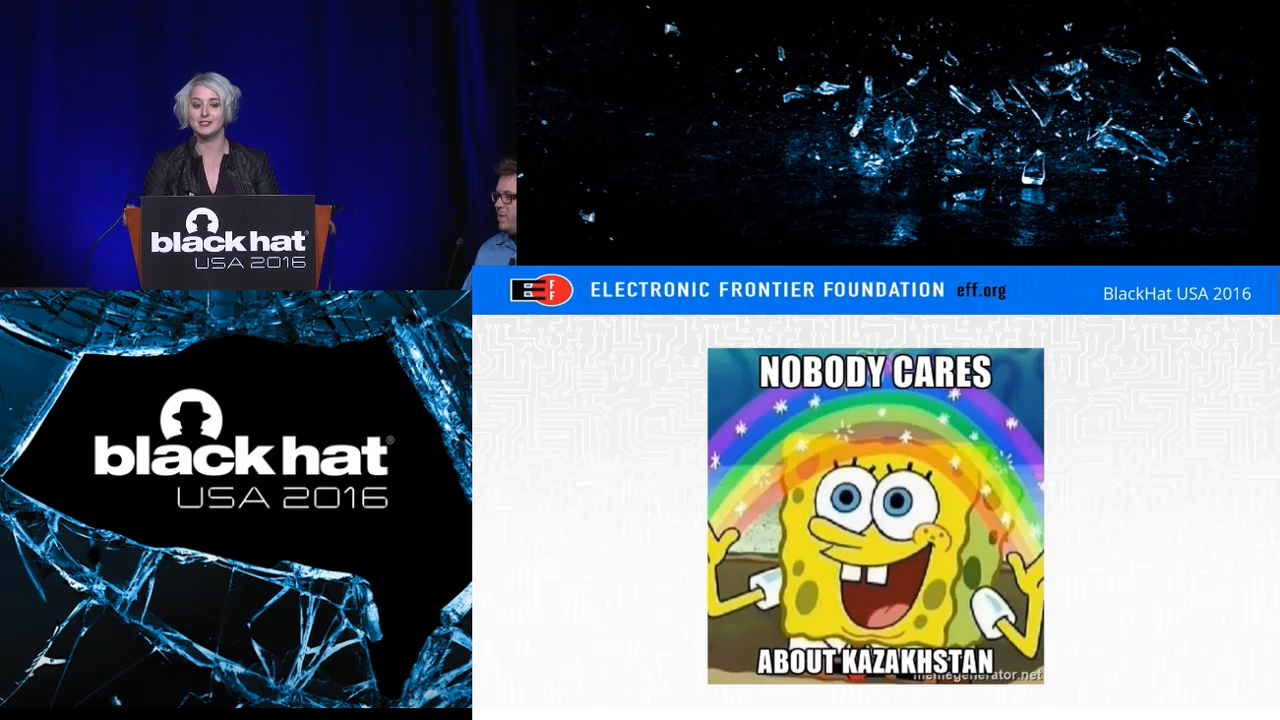 black hat
USA 2016
ELECTRONIC FRONTIER FOUNDATION eff.org
BlackHat USA 2016
EFF
black hat®
USA 2016
NOBODY CARES
ABOUT KAZAKHSTAN
memegenerator.net